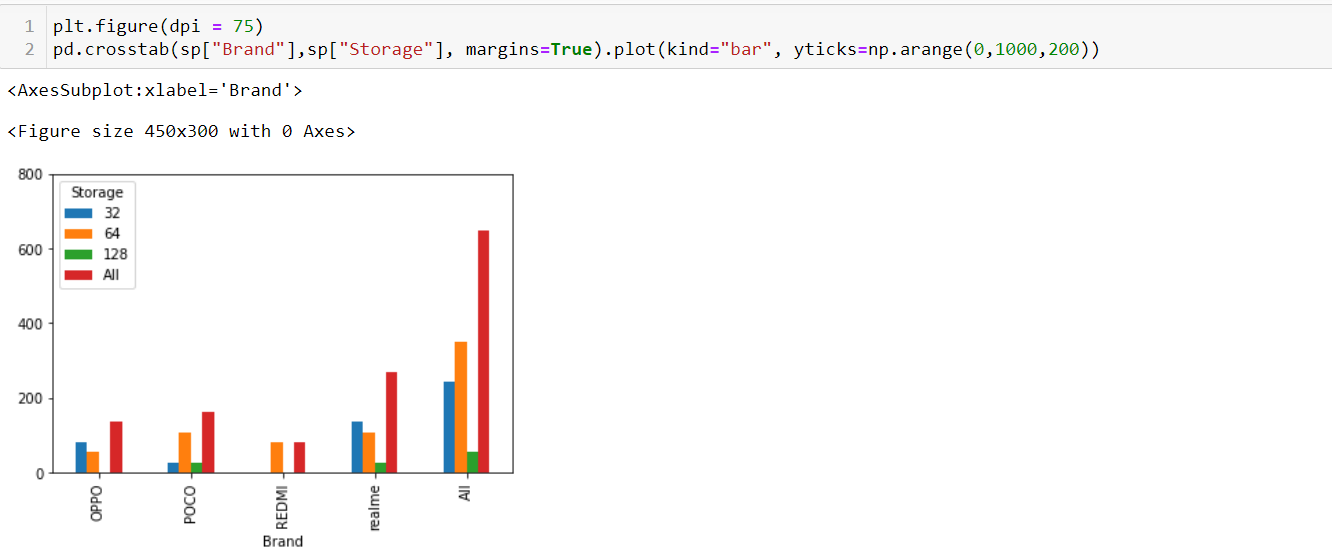 1 plt.figure(dpi = 75)
2 pd.crosstab(sp["Brand"],sp["Storage"], margins=True).plot(kind="bar", yticks=np.arange(0,1000,200))
<AxesSubplot:xlabel='Brand'>
<Figure size 450x300 with 0 Axes>
800
600
400
200
0
Storage
32
64
128
All
OPPO
POCO
REDMI
realme
All
Brand